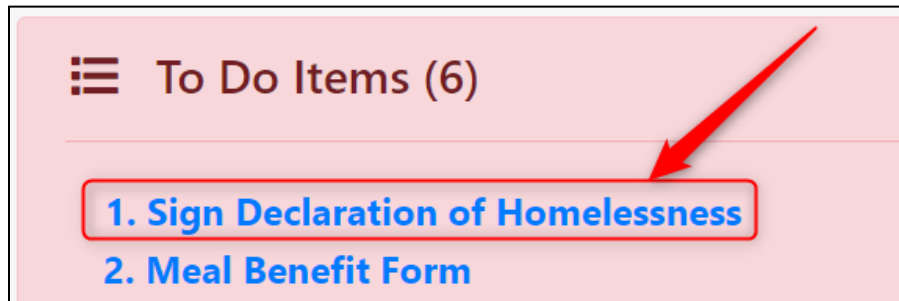 To Do Items (6)
1. Sign Declaration of Homelessness
2. Meal Benefit Form